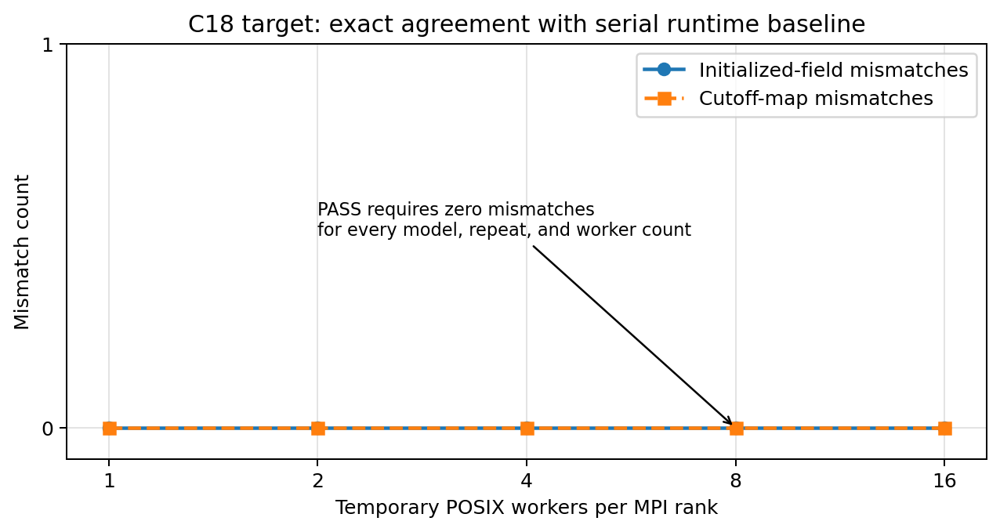 C18 target: exact agreement with serial runtime baseline
1
Initialized-field mismatches
Cutoff-map mismatches
PASS requires zero mismatches
for every model, repeat, and worker count
Mismatch count
0
1 2 4 8 16
Temporary POSIX workers per MPI rank